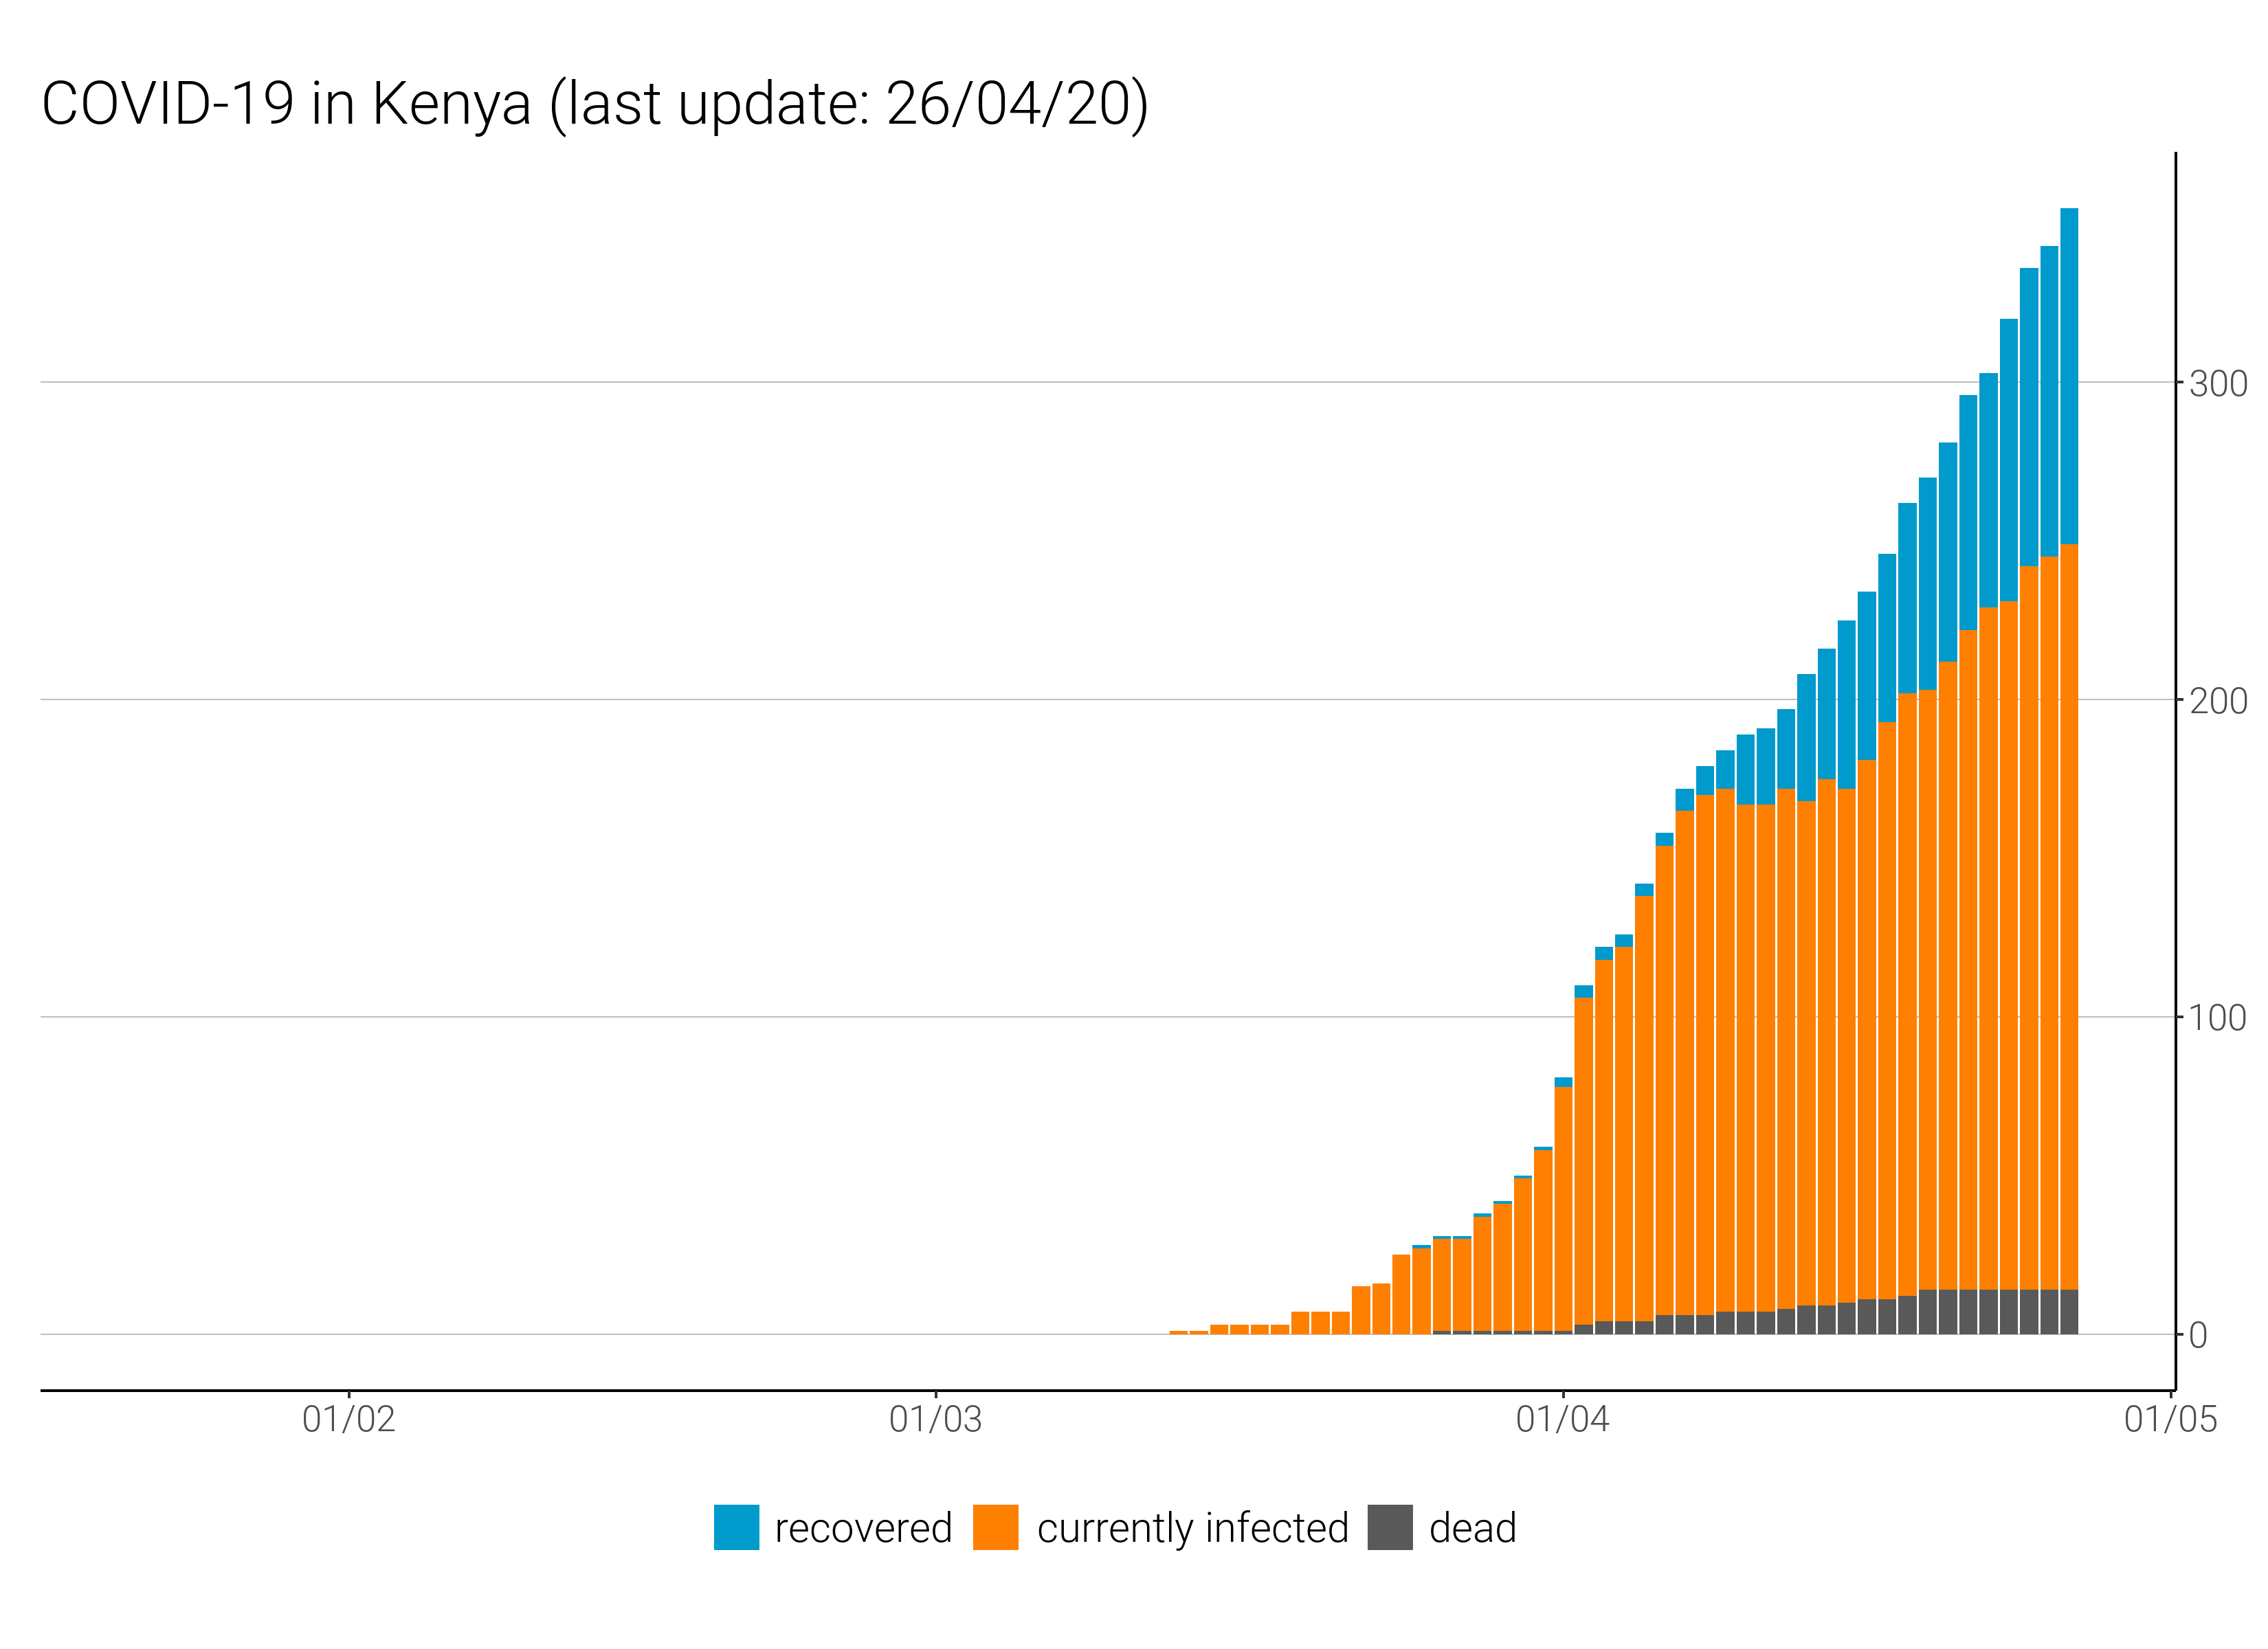 COVID-19 in Kenya (last update: 26/04/20)
300
200
100
0
01/02 01/03 01/04 01/05
recovered currently infected dead